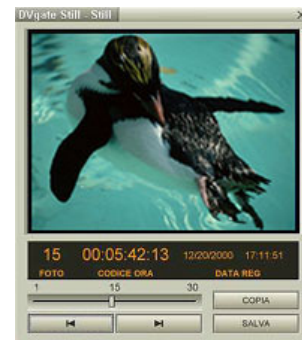 DVgate Still - Still
15 00:05:42:13 12/20/2000 17:11:51
FOTO CODICE ORA DATA REG
1 15 30
COPIA
SALVA